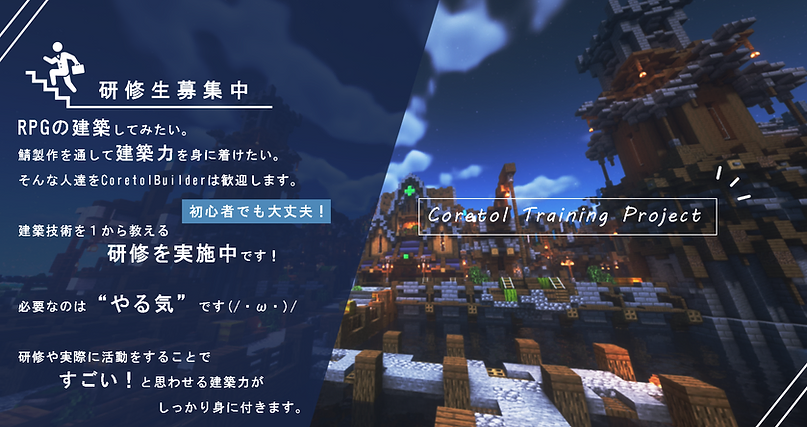 研修生募集中
RPGの建築してみたい。
鯖製作を通して建築力を身に着けたい。
そんな人達をCoretolBuilderは歓迎します。
初心者でも大丈夫！
建築技術を１から教える
研修を実施中です！
必要なのは“やる気”です(/・ω・)/
研修や実際に活動をすることで
すごい！と思わせる建築力が
しっかり身に付きます。
Coretol Training Project